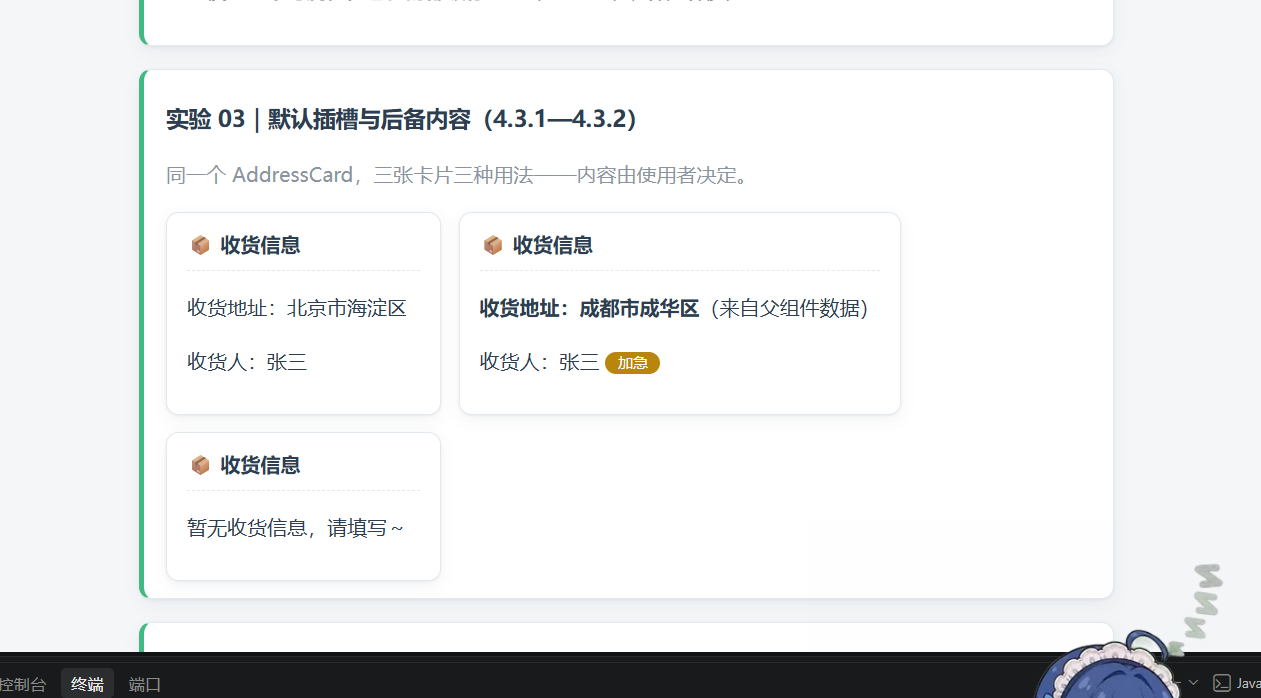 实验 03｜默认插槽与后备内容（4.3.1—4.3.2）
同一个 AddressCard，三张卡片三种用法——内容由使用者决定。
📦 收货信息
收货地址：北京市海淀区
收货人：张三
📦 收货信息
收货地址：成都市成华区（来自父组件数据）
收货人：张三 加急
📦 收货信息
暂无收货信息，请填写～
控制台 终端 端口
Java